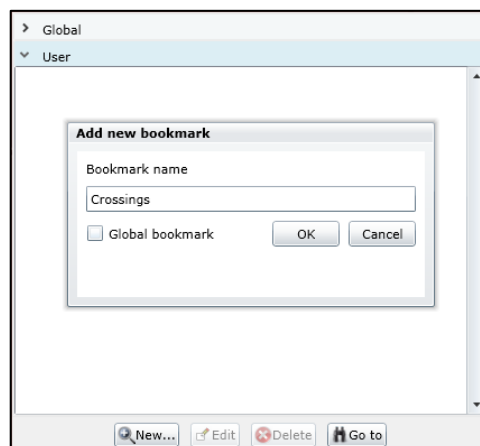 Global
User
Add new bookmark
Bookmark name
Crossings
Global bookmark OK Cancel
New... Edit Delete Go to